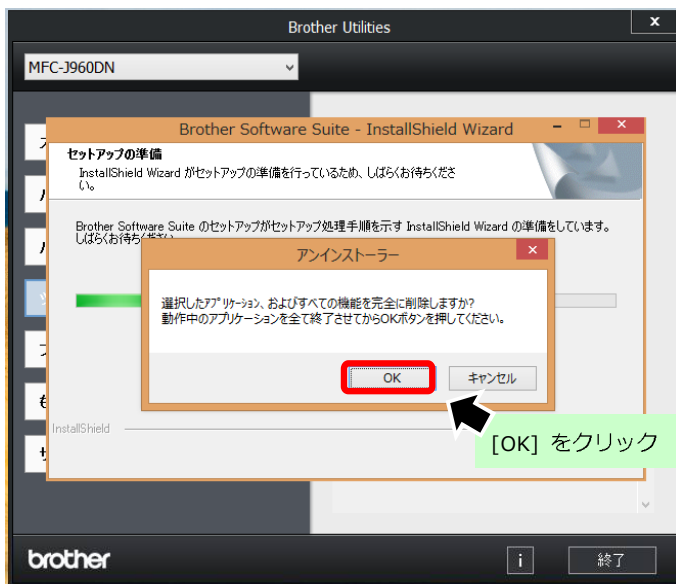 Brother Utilities
x
MFC-J960DN
Brother Software Suite - InstallShield Wizard
セットアップの準備
InstallShield Wizard がセットアップの準備を行っているため、しばらくお待ちくださ
い。
Brother Software Suite のセットアップがセットアップ処理手順を示す InstallShield Wizard の準備をしています。
しばらくお待ち
アンインストーラー
選択したアプリケーション、およびすべての機能を完全に削除しますか?
動作中のアプリケーションを全て終了させてからOKボタンを押してください。
OK
キャンセル
InstallShield
[OK] をクリック
brother
i
終了